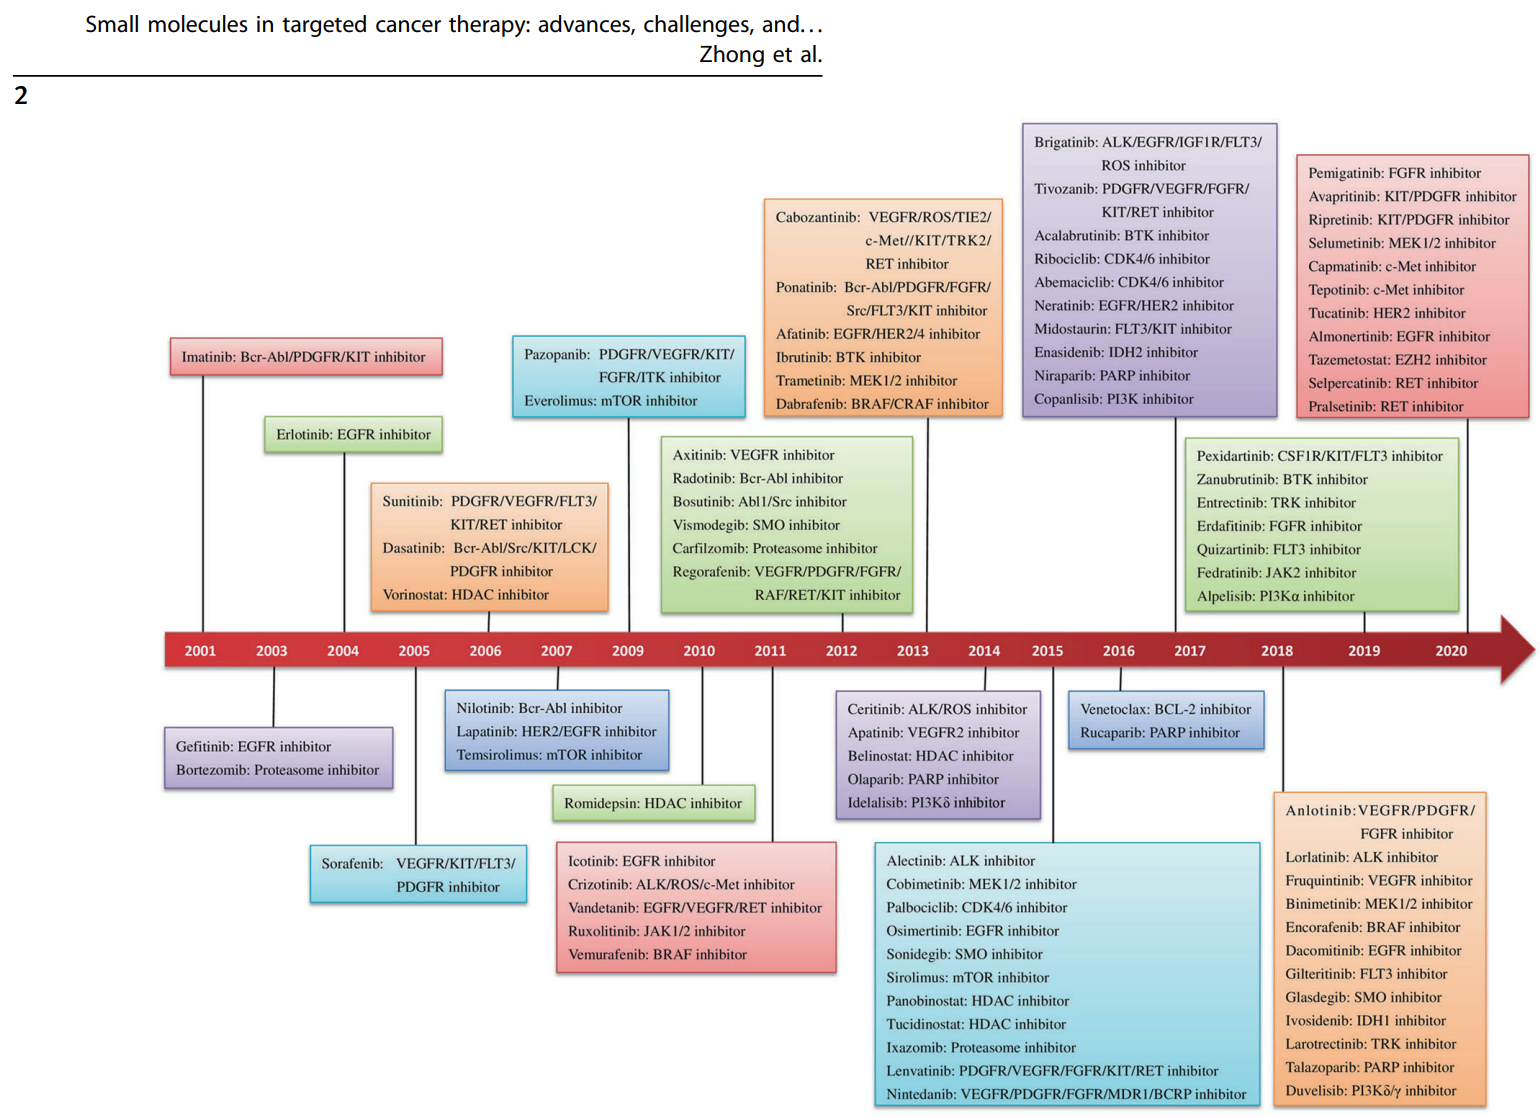 Small molecules in targeted cancer therapy: advances, challenges, and...
Zhong et al.
2
Imatinib: Bcr-Abl/PDGFR/KIT inhibitor
Erlotinib: EGFR inhibitor
Sunitinib: PDGFR/VEGFR/FLT3/
KIT/RET inhibitor
Dasatinib: Bcr-Abl/Src/KIT/LCK/
PDGFR inhibitor
Vorinostat: HDAC inhibitor
Pazopanib: PDGFR/VEGFR/KIT/
FGFR/ITK inhibitor
Everolimus: mTOR inhibitor
Axitinib: VEGFR inhibitor
Radotinib: Bcr-Abl inhibitor
Bosutinib: Abl1/Src inhibitor
Vismodegib: SMO inhibitor
Carfilzomib: Proteasome inhibitor
Regorafenib: VEGFR/PDGFR/FGFR/
RAF/RET/KIT inhibitor
Cabozantinib: VEGFR/ROS/TIE2/
c-Met//KIT/TRK2/
RET inhibitor
Ponatinib: Bcr-Abl/PDGFR/FGFR/
Src/FLT3/KIT inhibitor
Afatinib: EGFR/HER2/4 inhibitor
Ibrutinib: BTK inhibitor
Trametinib: MEK1/2 inhibitor
Dabrafenib: BRAF/CRAF inhibitor
Brigatinib: ALK/EGFR/IGF1R/FLT3/
ROS inhibitor
Tivozanib: PDGFR/VEGFR/FGFR/
KIT/RET inhibitor
Acalabrutinib: BTK inhibitor
Ribociclib: CDK4/6 inhibitor
Abemaciclib: CDK4/6 inhibitor
Neratinib: EGFR/HER2 inhibitor
Midostaurin: FLT3/KIT inhibitor
Enasidenib: IDH2 inhibitor
Niraparib: PARP inhibitor
Copanlisib: PI3K inhibitor
Pexidartinib: CSF1R/KIT/FLT3 inhibitor
Zanubrutinib: BTK inhibitor
Entrectinib: TRK inhibitor
Erdafitinib: FGFR inhibitor
Quizartinib: FLT3 inhibitor
Fedratinib: JAK2 inhibitor
Alpelisib: PI3Kα inhibitor
Pemigatinib: FGFR inhibitor
Avapritinib: KIT/PDGFR inhibitor
Ripretinib: KIT/PDGFR inhibitor
Selumetinib: MEK1/2 inhibitor
Capmatinib: c-Met inhibitor
Tepotinib: c-Met inhibitor
Tucatinib: HER2 inhibitor
Almonertinib: EGFR inhibitor
Tazemetostat: EZH2 inhibitor
Selpercatinib: RET inhibitor
Pralsetinib: RET inhibitor
2001 2003 2004 2005 2006 2007 2009 2010 2011 2012 2013 2014 2015 2016 2017 2018 2019 2020
Gefitinib: EGFR inhibitor
Bortezomib: Proteasome inhibitor
Sorafenib: VEGFR/KIT/FLT3/
PDGFR inhibitor
Nilotinib: Bcr-Abl inhibitor
Lapatinib: HER2/EGFR inhibitor
Temsirolimus: mTOR inhibitor
Romidepsin: HDAC inhibitor
Icotinib: EGFR inhibitor
Crizotinib: ALK/ROS/c-Met inhibitor
Vandetanib: EGFR/VEGFR/RET inhibitor
Ruxolitinib: JAK1/2 inhibitor
Vemurafenib: BRAF inhibitor
Ceritinib: ALK/ROS inhibitor
Apatinib: VEGFR2 inhibitor
Belinostat: HDAC inhibitor
Olaparib: PARP inhibitor
Idelalisib: PI3Kδ inhibitor
Alectinib: ALK inhibitor
Cobimetinib: MEK1/2 inhibitor
Palbociclib: CDK4/6 inhibitor
Osimertinib: EGFR inhibitor
Sonidegib: SMO inhibitor
Sirolimus: mTOR inhibitor
Panobinostat: HDAC inhibitor
Tucidinostat: HDAC inhibitor
Ixazomib: Proteasome inhibitor
Lenvatinib: PDGFR/VEGFR/FGFR/KIT/RET inhibitor
Nintedanib: VEGFR/PDGFR/FGFR/MDR1/BCRP inhibitor
Venetoclax: BCL-2 inhibitor
Rucaparib: PARP inhibitor
Anlotinib:VEGFR/PDGFR/
FGFR inhibitor
Lorlatinib: ALK inhibitor
Fruquintinib: VEGFR inhibitor
Binimetinib: MEK1/2 inhibitor
Encorafenib: BRAF inhibitor
Dacomitinib: EGFR inhibitor
Gilteritinib: FLT3 inhibitor
Glasdegib: SMO inhibitor
Ivosidenib: IDH1 inhibitor
Larotrectinib: TRK inhibitor
Talazoparib: PARP inhibitor
Duvelisib: PI3Kδ/γ inhibitor